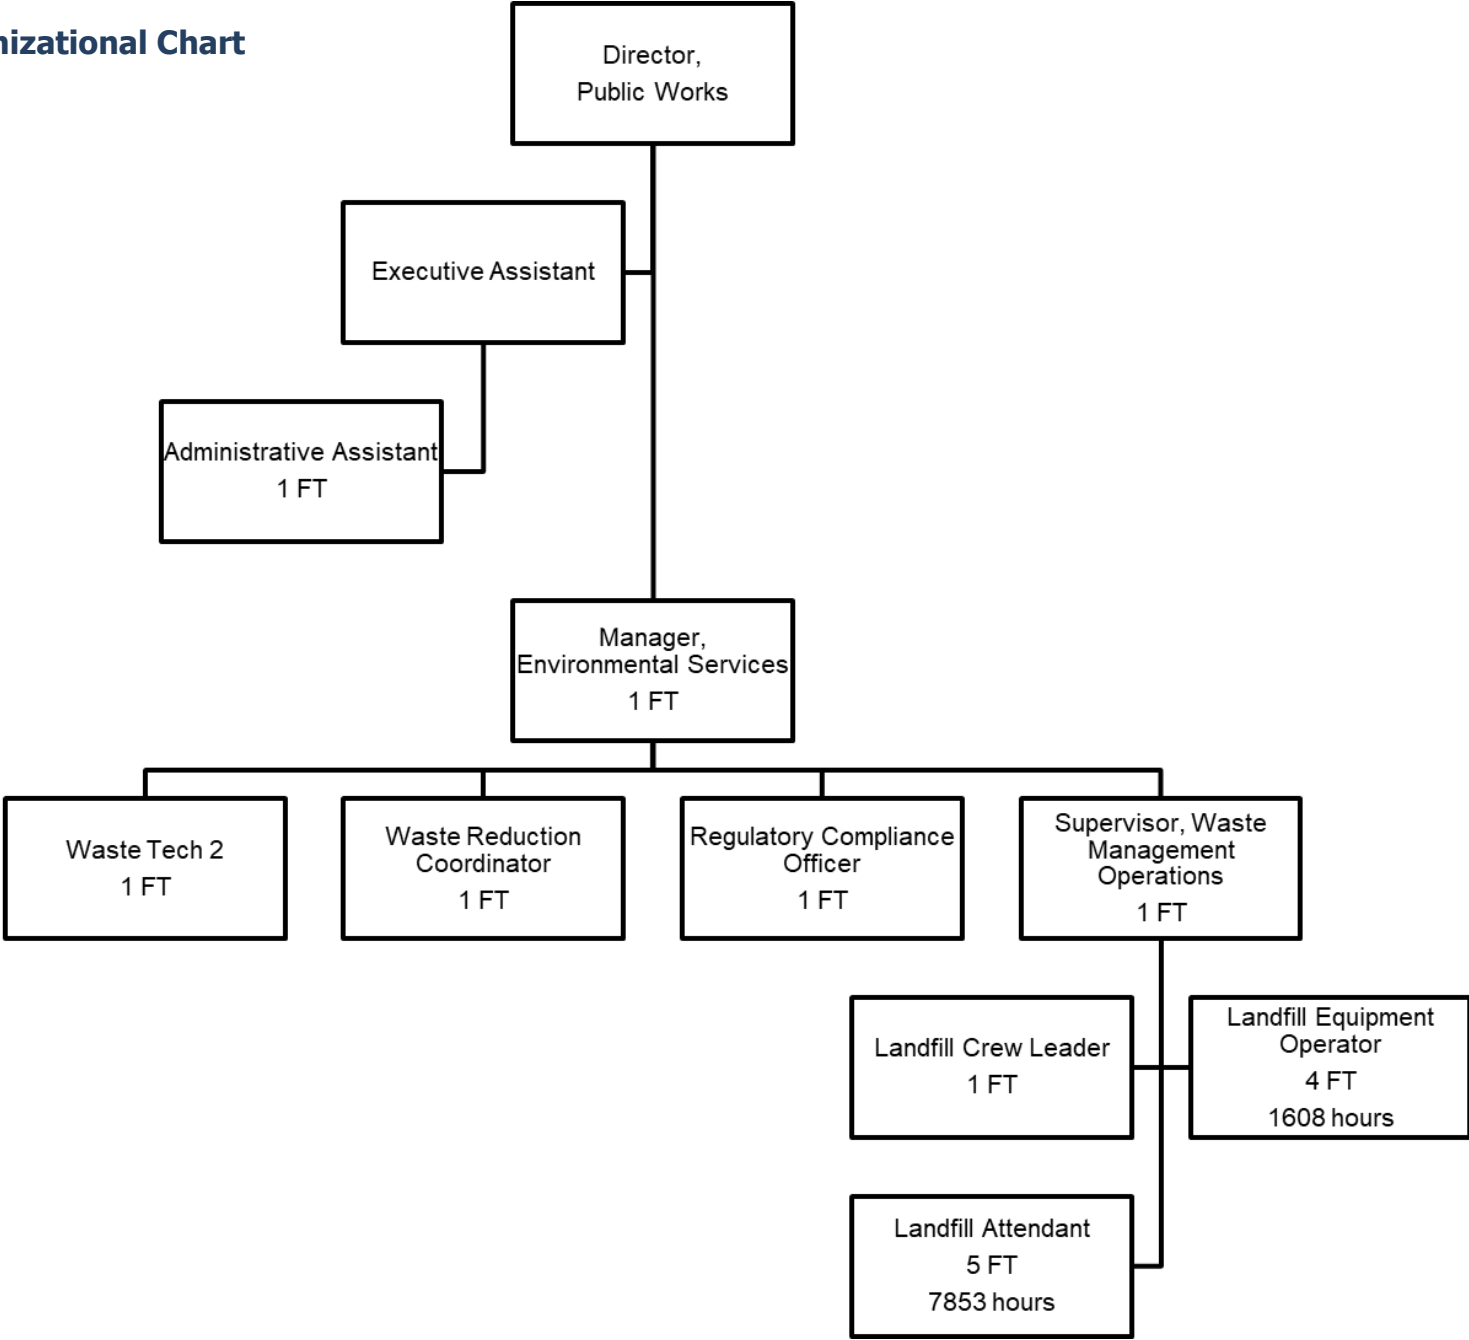 nizational Chart
Director,
Public Works
Executive Assistant
Administrative Assistant
1 FT
Manager,
Environmental Services
1 FT
Waste Tech 2
1 FT
Waste Reduction
Coordinator
1 FT
Regulatory Compliance
Officer
1 FT
Supervisor, Waste
Management
Operations
1 FT
Landfill Crew Leader
1 FT
Landfill Equipment
Operator
4 FT
1608 hours
Landfill Attendant
5 FT
7853 hours